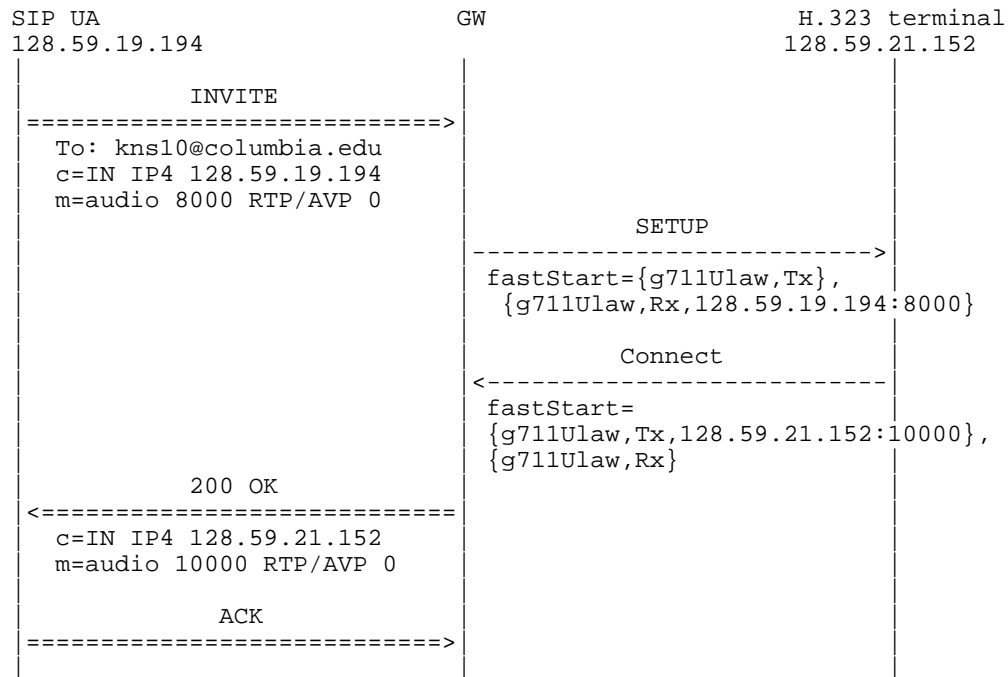 SIP UA GW H.323 terminal
128.59.19.194 128.59.21.152
INVITE
============================>
To: kns10@columbia.edu
c=IN IP4 128.59.19.194
m=audio 8000 RTP/AVP 0
SETUP
--------------------------->
fastStart={g711Ulaw,Tx},
{g711Ulaw,Rx,128.59.19.194:8000}
Connect
<---------------------------
fastStart=
{g711Ulaw,Tx,128.59.21.152:10000},
{g711Ulaw,Rx}
200 OK
<============================
c=IN IP4 128.59.21.152
m=audio 10000 RTP/AVP 0
ACK
============================>